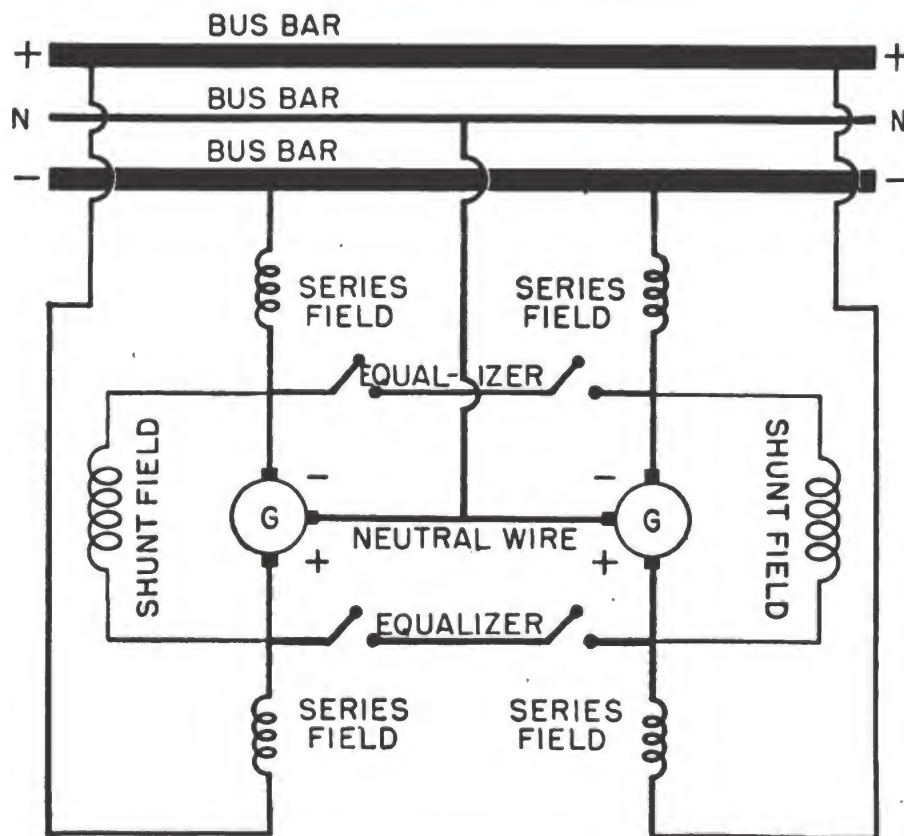 BUS BAR
+ +
N BUS BAR N
BUS BAR
- -
SERIES FIELD
SERIES FIELD
EQUAL-IZER
SHUNT FIELD
SHUNT FIELD
- -
G G
NEUTRAL WIRE
+ +
EQUALIZER
SERIES FIELD
SERIES FIELD